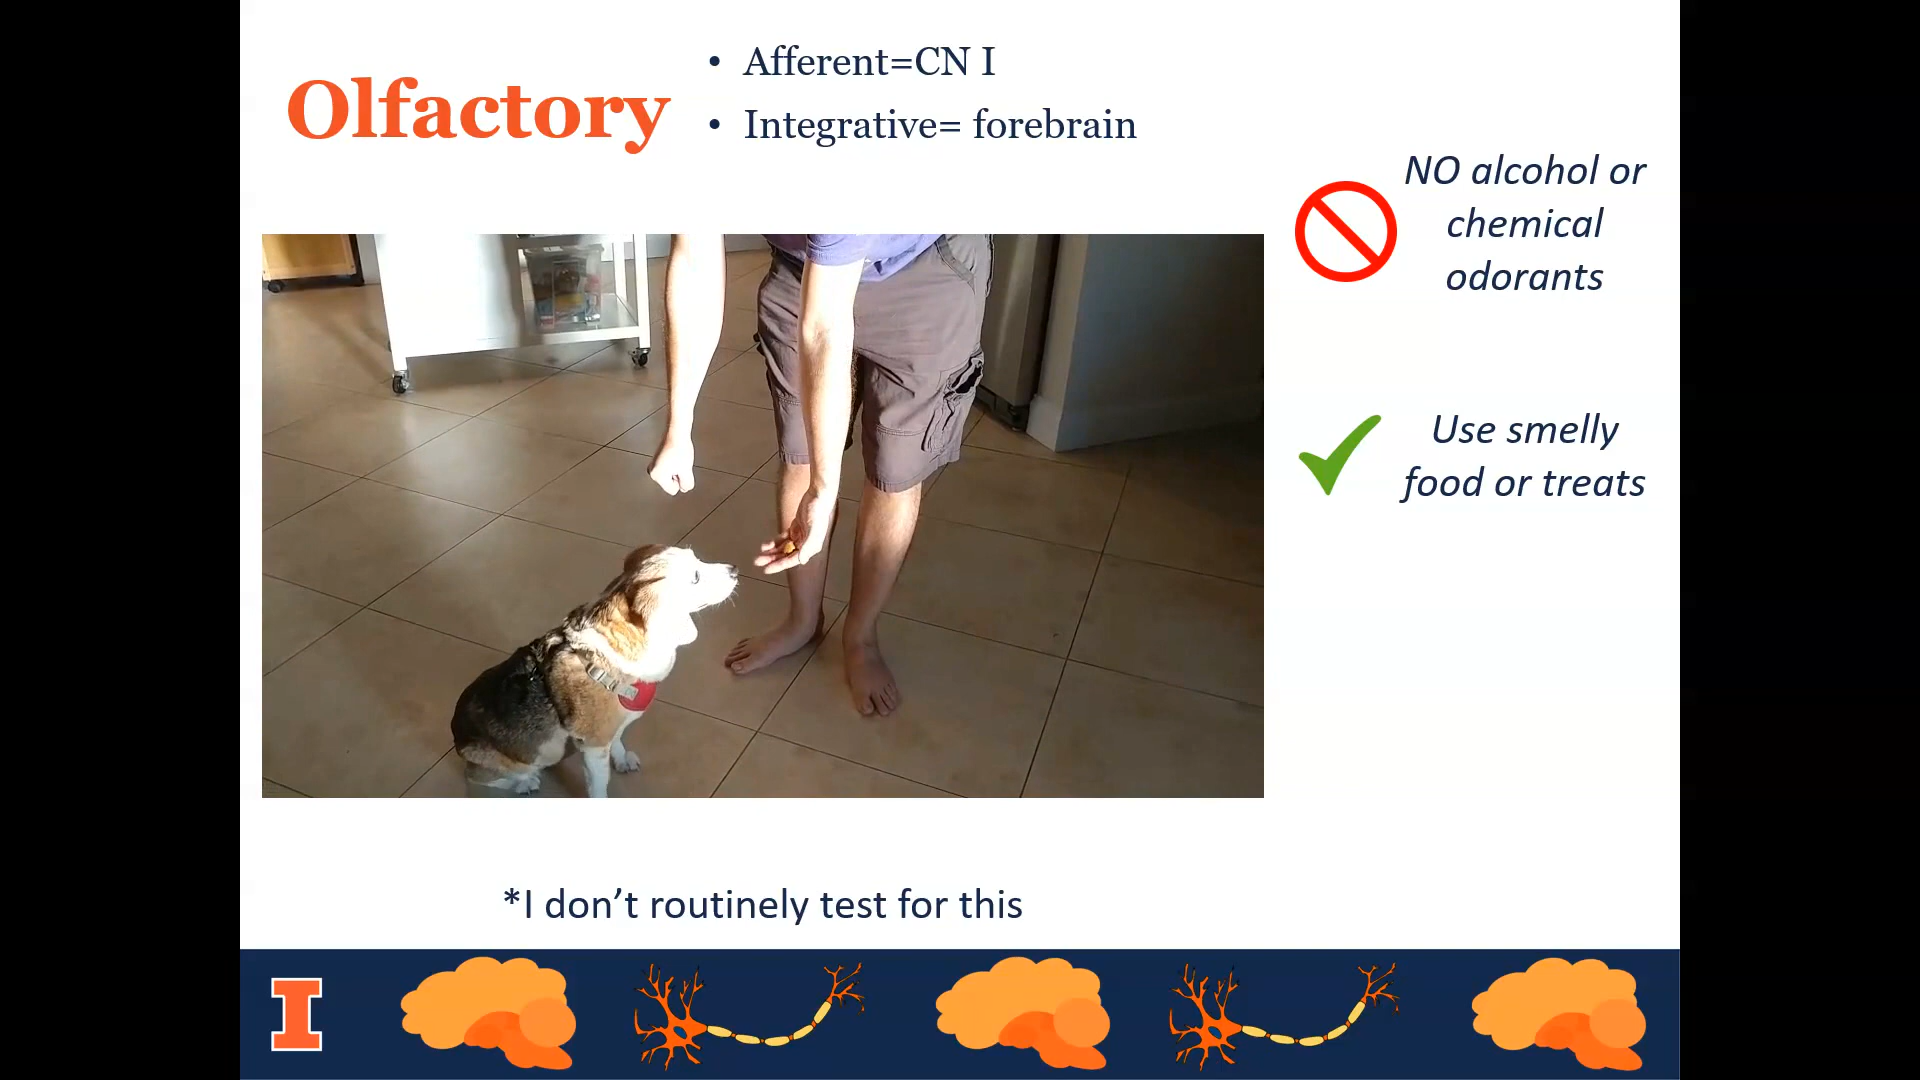 Olfactory
• Afferent=CN I
• Integrative= forebrain
NO alcohol or
chemical
odorants
Use smelly
food or treats
*I don’t routinely test for this
I